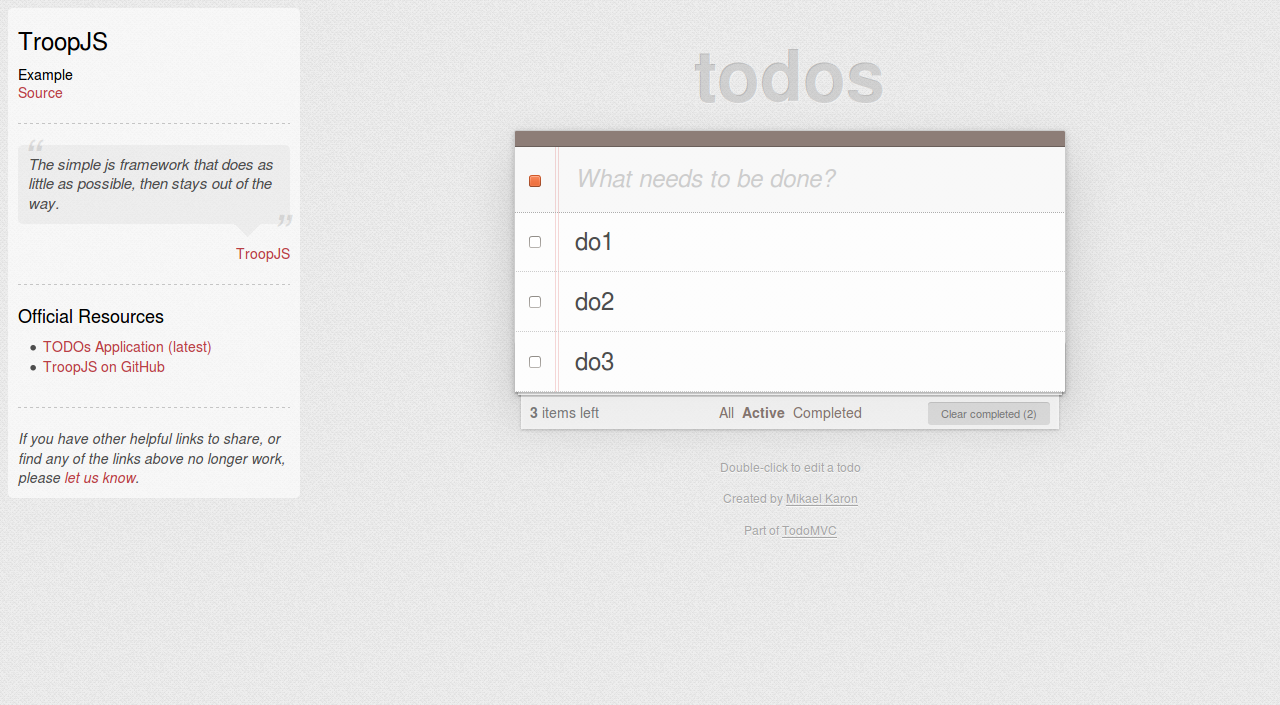 TroopJS
Example
Source
“
The simple js framework that does as
little as possible, then stays out of the
way.
”
TroopJS
Official Resources
• TODOs Application (latest)
• TroopJS on GitHub
If you have other helpful links to share, or
find any of the links above no longer work,
please let us know.
todos
What needs to be done?
do1
do2
do3
3 items left All Active Completed Clear completed (2)
Double-click to edit a todo
Created by Mikael Karon
Part of TodoMVC